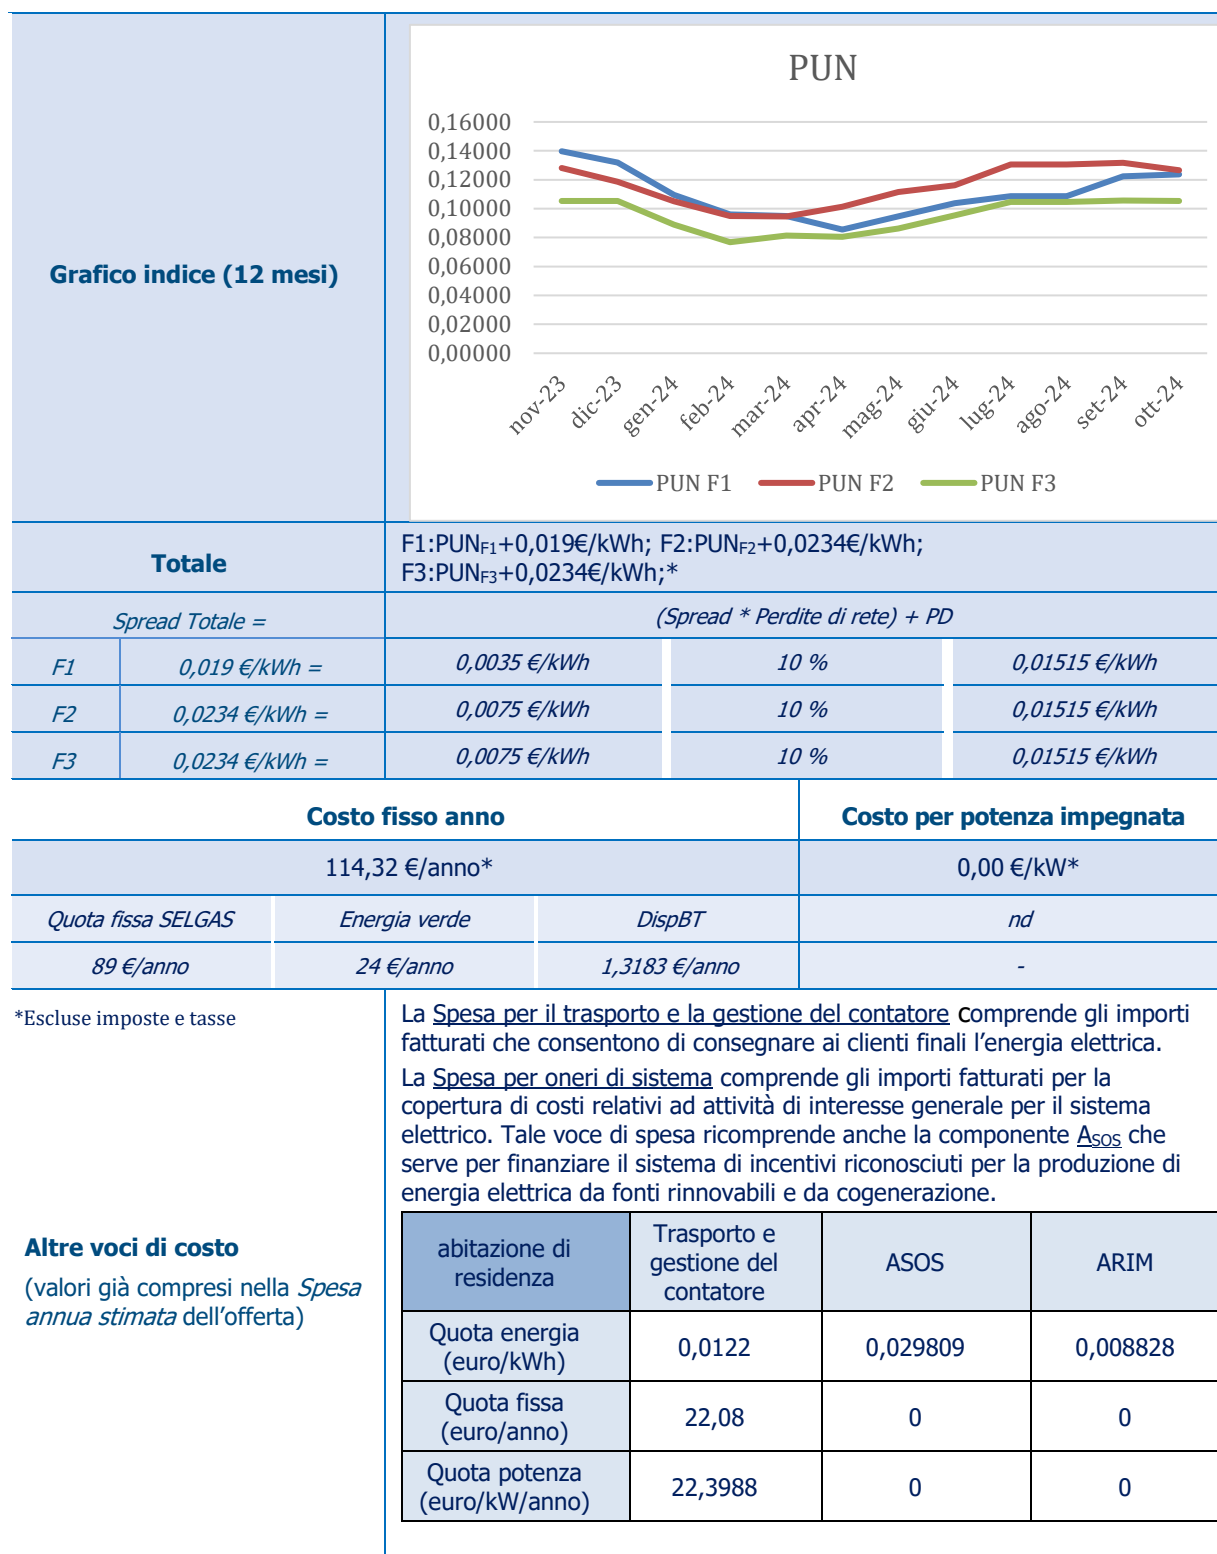 Grafico indice (12 mesi)
PUN
0,16000
0,14000
0,12000
0,10000
0,08000
0,06000
0,04000
0,02000
0,00000
nov-23 dic-23 gen-24 feb-24 mar-24 apr-24 mag-24 giu-24 lug-24 ago-24 set-24 ott-24
PUN F1 PUN F2 PUN F3
Totale
F1:PUNF1+0,019€/kWh; F2:PUNF2+0,0234€/kWh;
F3:PUNF3+0,0234€/kWh;*
Spread Totale = (Spread * Perdite di rete) + PD
F1 0,019 €/kWh = 0,0035 €/kWh 10 % 0,01515 €/kWh
F2 0,0234 €/kWh = 0,0075 €/kWh 10 % 0,01515 €/kWh
F3 0,0234 €/kWh = 0,0075 €/kWh 10 % 0,01515 €/kWh
Costo fisso anno Costo per potenza impegnata
114,32 €/anno* 0,00 €/kW*
Quota fissa SELGAS Energia verde DispBT nd
89 €/anno 24 €/anno 1,3183 €/anno -
*Escluse imposte e tasse
Altre voci di costo
(valori già compresi nella Spesa
annua stimata dell'offerta)
La Spesa per il trasporto e la gestione del contatore comprende gli importi
fatturati che consentono di consegnare ai clienti finali l'energia elettrica.
La Spesa per oneri di sistema comprende gli importi fatturati per la
copertura di costi relativi ad attività di interesse generale per il sistema
elettrico. Tale voce di spesa ricomprende anche la componente ASOS che
serve per finanziare il sistema di incentivi riconosciuti per la produzione di
energia elettrica da fonti rinnovabili e da cogenerazione.
abitazione di
residenza
Trasporto e
gestione del
contatore
ASOS
ARIM
Quota energia
(euro/kWh)
0,0122 0,029809 0,008828
Quota fissa
(euro/anno)
22,08 0 0
Quota potenza
(euro/kW/anno)
22,3988 0 0